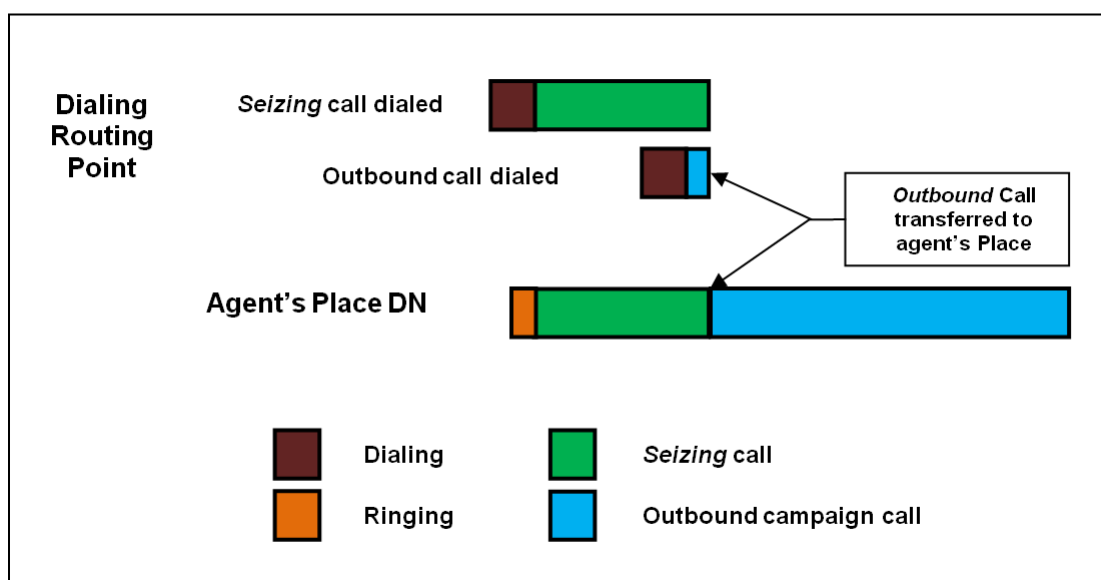 Dialing
Routing
Point
Seizing call dialed
Outbound call dialed
Outbound Call
transferred to
agent's Place
Agent's Place DN
Dialing
Seizing call
Ringing
Outbound campaign call